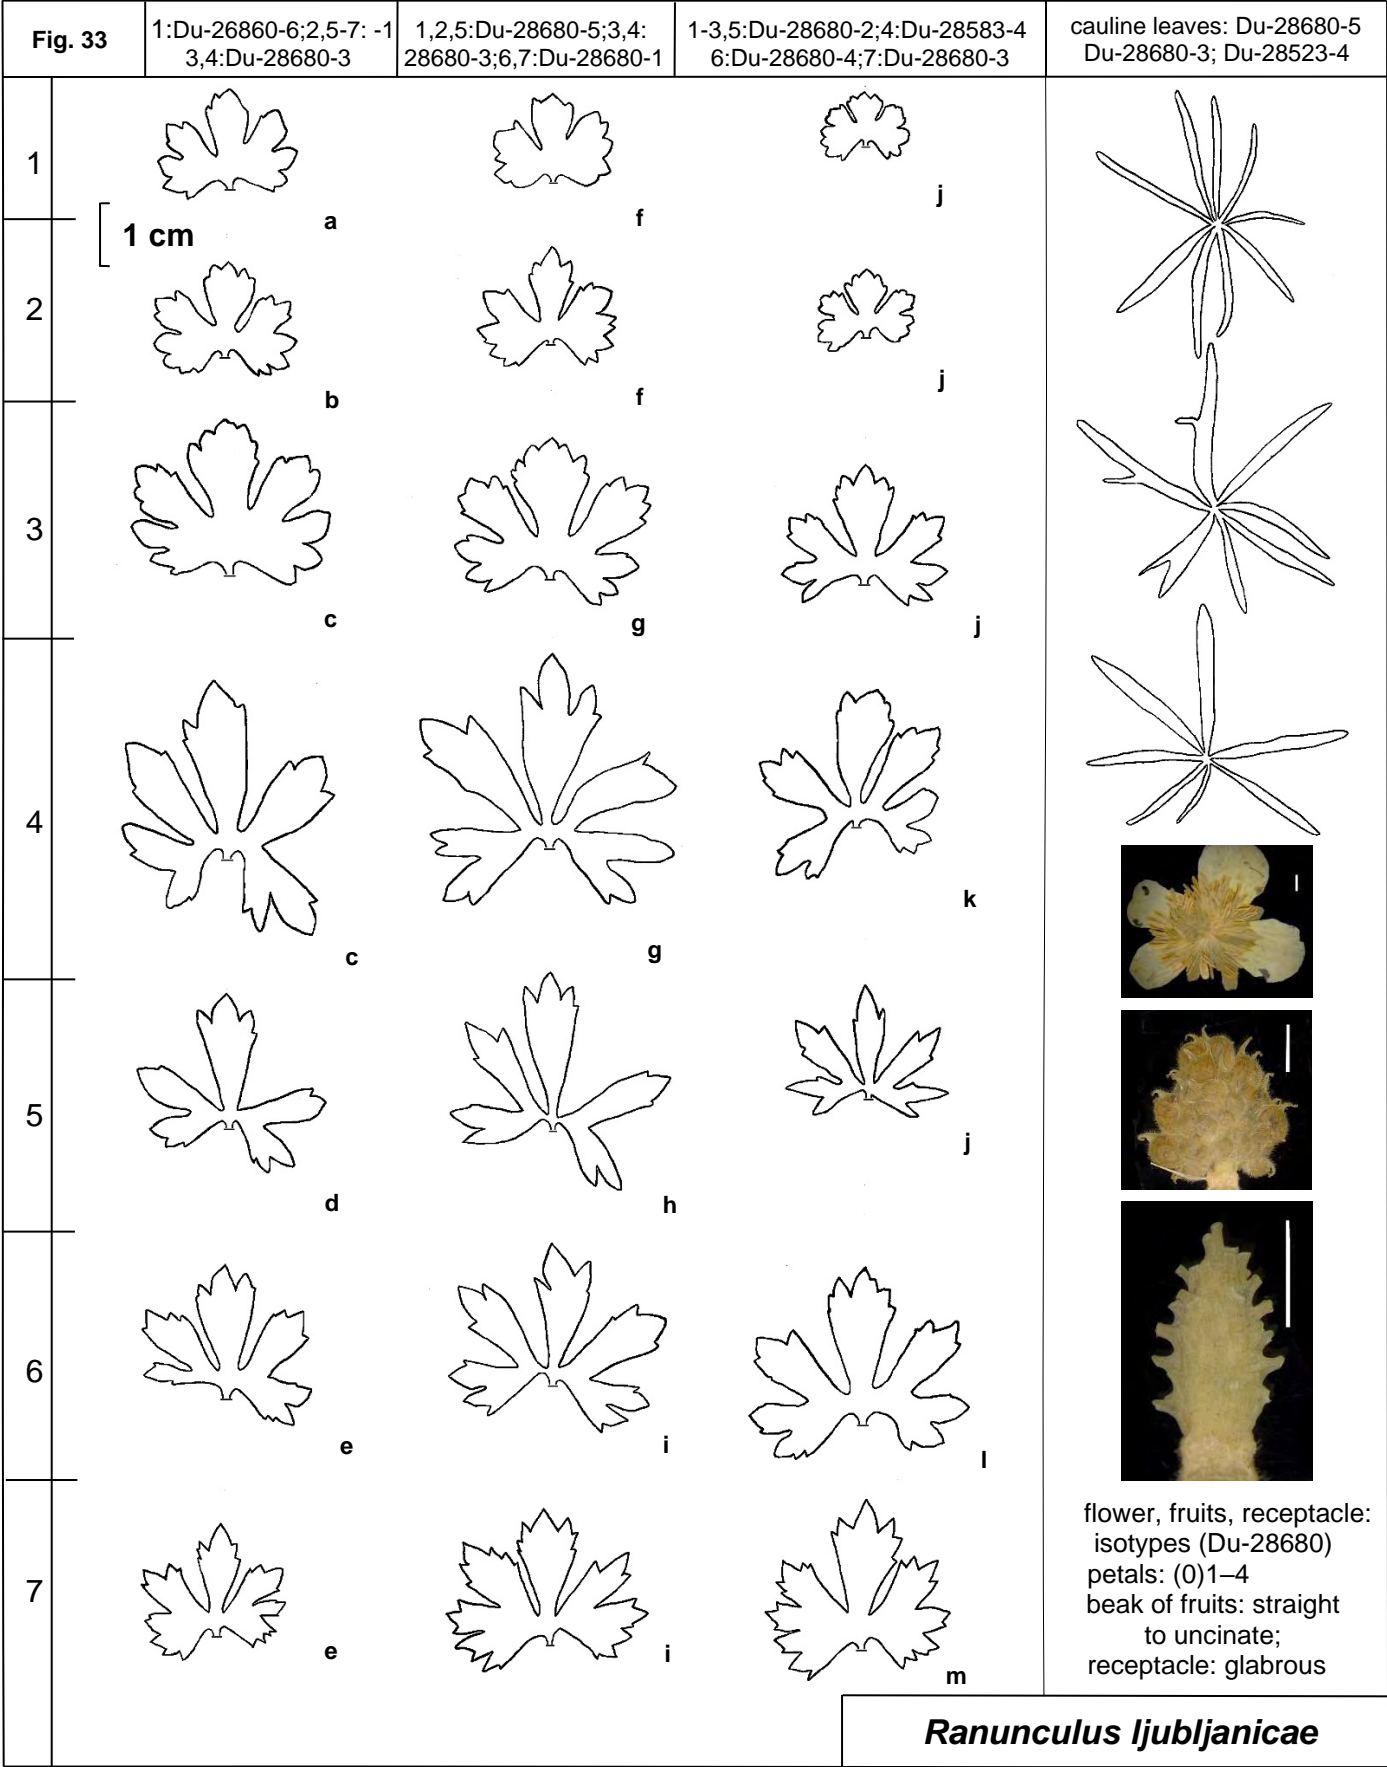 Fig. 33
1:Du-26860-6;2,5-7: -1
3,4:Du-28680-3
1,2,5:Du-28680-5;3,4:
28680-3;6,7:Du-28680-1
1-3,5:Du-28680-2;4:Du-28583-4
6:Du-28680-4;7:Du-28680-3
cauline leaves: Du-28680-5
Du-28680-3; Du-28523-4
1
a
f
j
1 cm
2
b
f
j
3
c
g
j
4
c
g
k
5
d
h
j
6
e
i
l
7
e
i
m
flower, fruits, receptacle:
isotypes (Du-28680)
petals: (0)1–4
beak of fruits: straight
to uncinate;
receptacle: glabrous
Ranunculus ljubljanicae